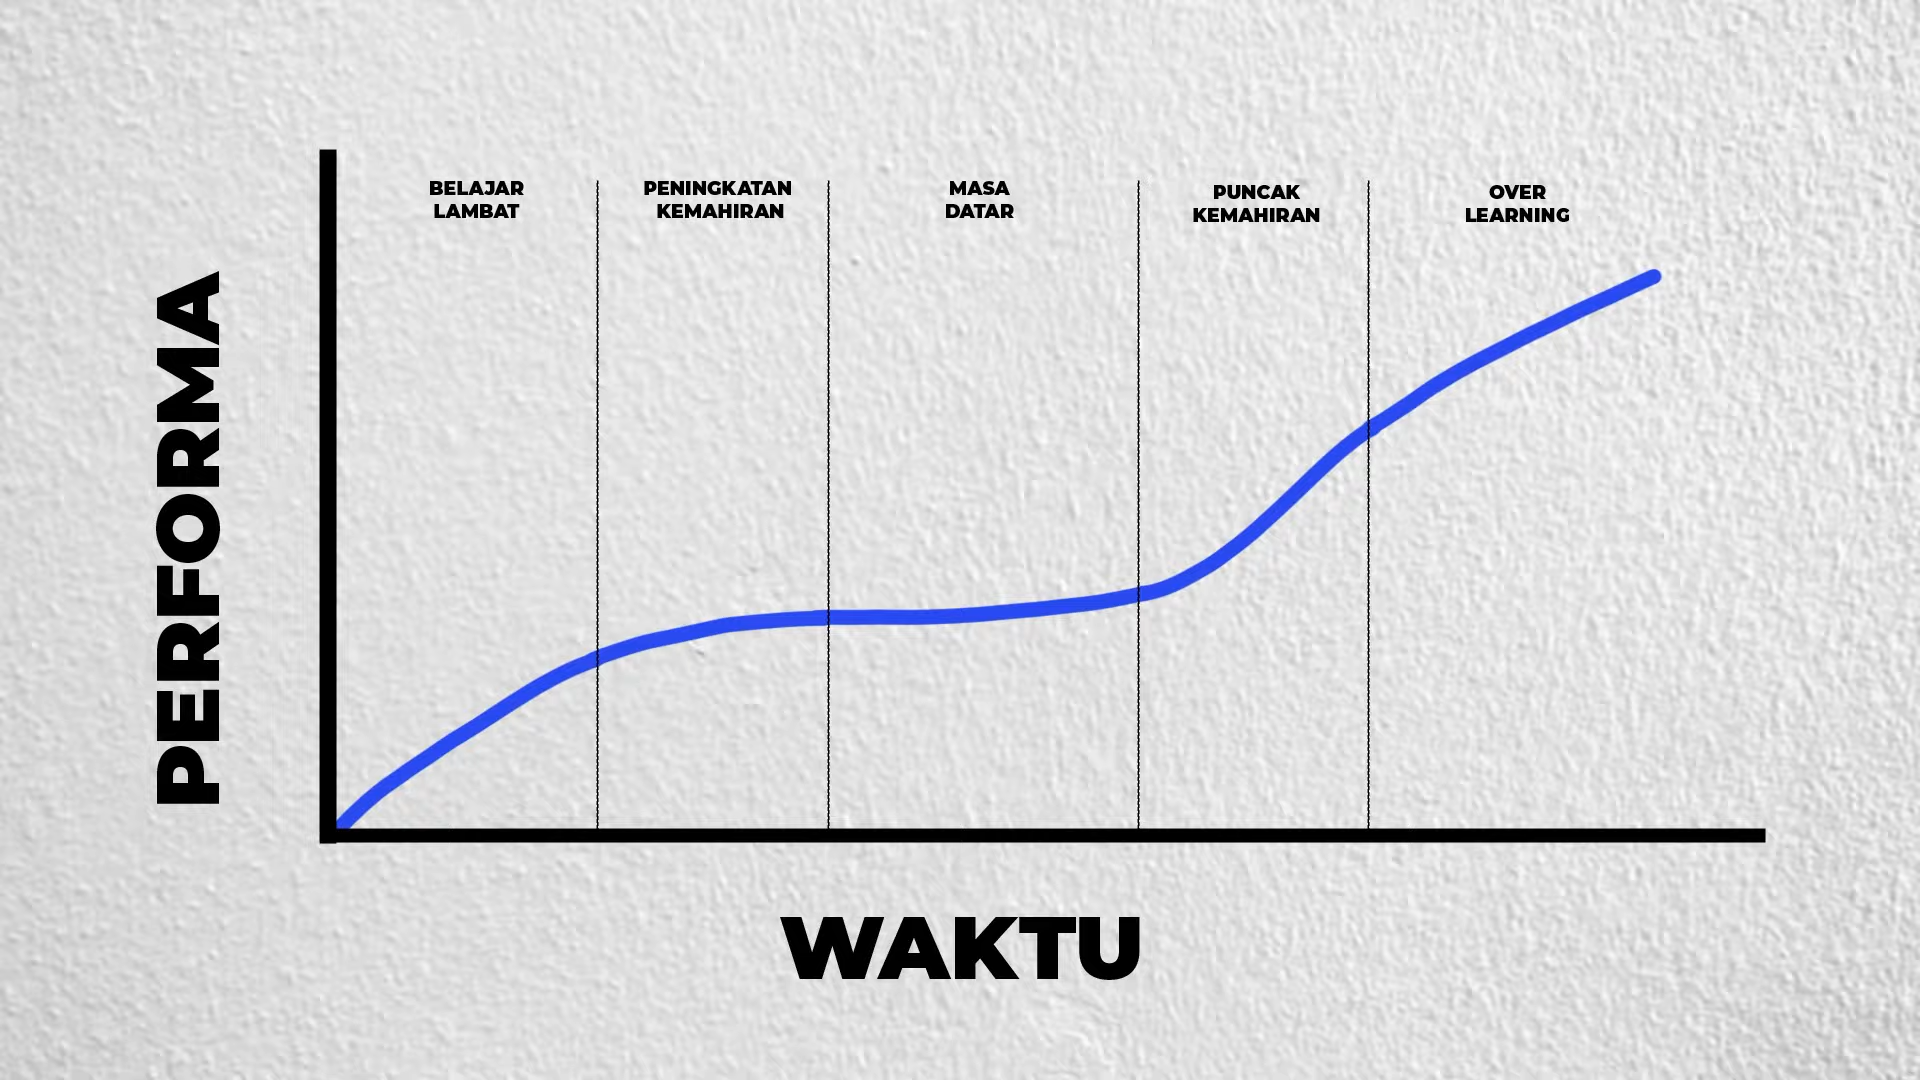 BELAJAR
LAMBAT
PENINGKATAN
KEMAHIRAN
MASA
DATAR
PUNCAK
KEMAHIRAN
OVER
LEARNING
PERFORMA
WAKTU